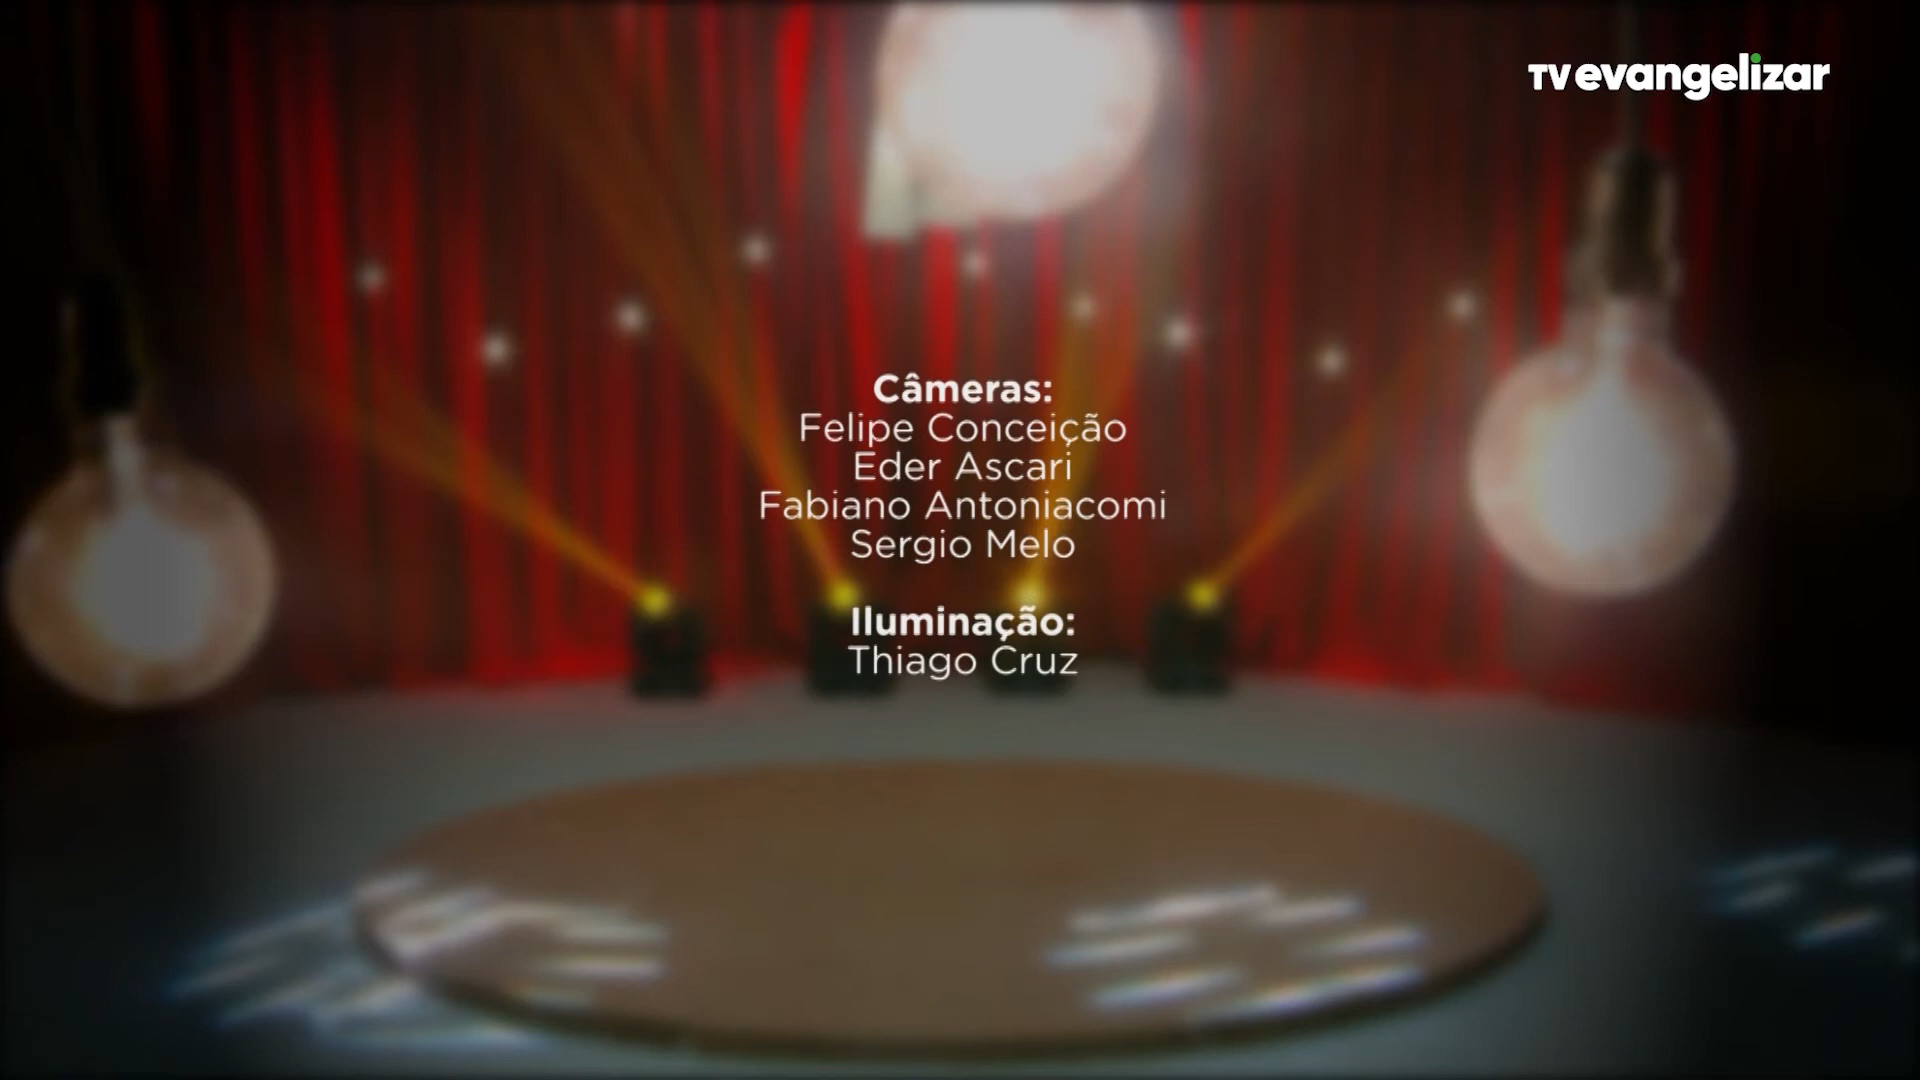 TV evangelizar
Câmeras:
Felipe Conceição
Eder Ascari
Fabiano Antoniacomi
Sergio Melo
Iluminação:
Thiago Cruz